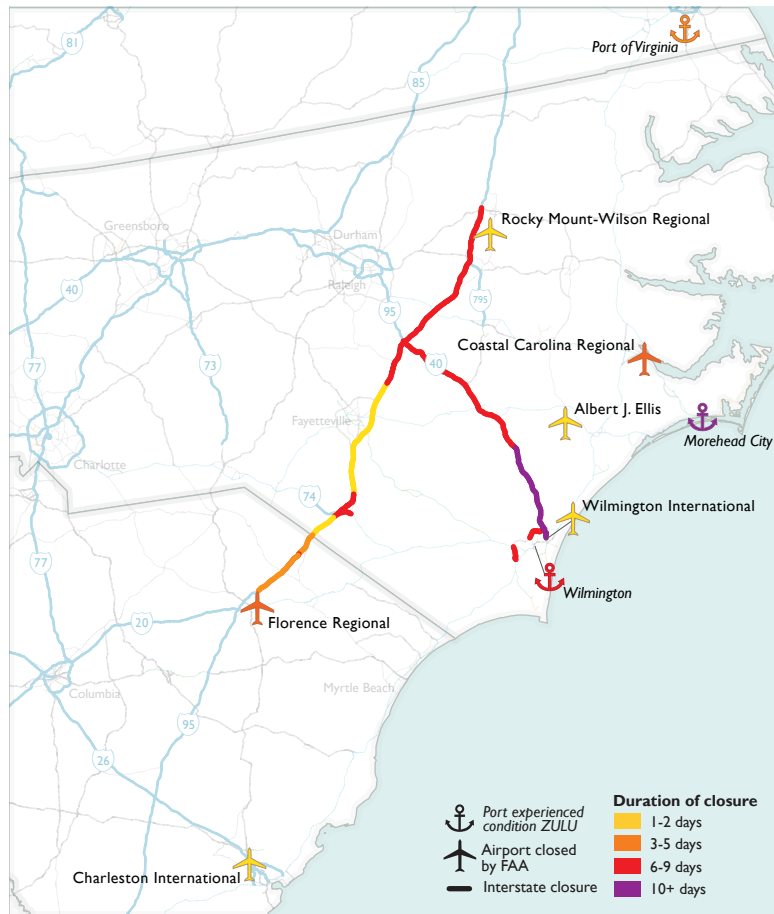 Port of Virginia
81
85
Rocky Mount-Wilson Regional
Greensboro
Durham
40
Raleigh
795
95
Coastal Carolina Regional
40
73
77
Albert J. Ellis
Fayetteville
Morehead City
Charlotte
74
Wilmington International
77
Wilmington
20
Florence Regional
Columbia
Myrtle Beach
95
26
Charleston International
Port experienced
condition ZULU
Airport closed
by FAA
Interstate closure
Duration of closure
1-2 days
3-5 days
6-9 days
10+ days